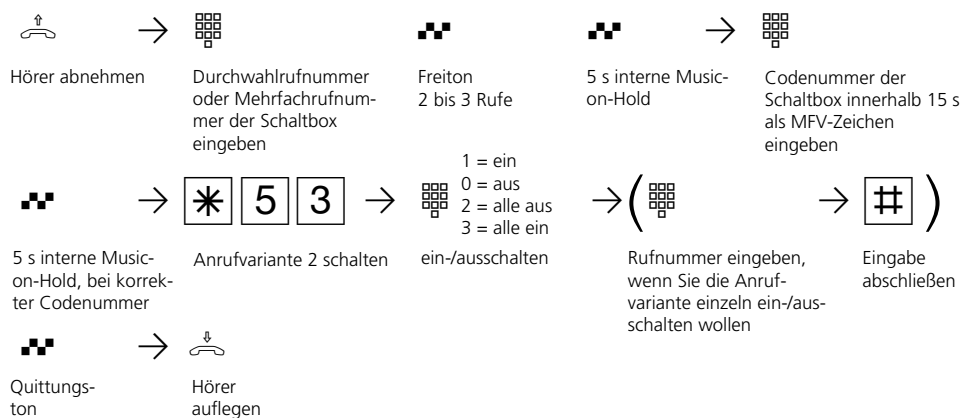 Hörer abnehmen
Durchwahlrufnummer
oder Mehrfachrufnum-
mer der Schaltbox
eingeben
Freiton
2 bis 3 Rufe
5 s interne Music-
on-Hold
Codenummer der
Schaltbox innerhalb 15 s
als MFV-Zeichen
eingeben
5 s interne Music-
on-Hold, bei korrek-
ter Codenummer
* 5 3
Anrufvariante 2 schalten
1 = ein
0 = aus
2 = alle aus
3 = alle ein
ein-/ausschalten
(
Rufnummer eingeben,
wenn Sie die Anruf-
variante einzeln ein-/aus-
schalten wollen
# )
Eingabe
abschließen
Quittungs-
ton
Hörer
auflegen